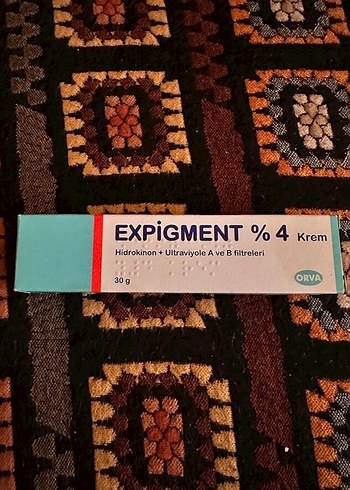 EXPİGMENT % 4 Krem
Hidrokinon + Ultraviyole A ve B filtreleri
30 g
ORVA